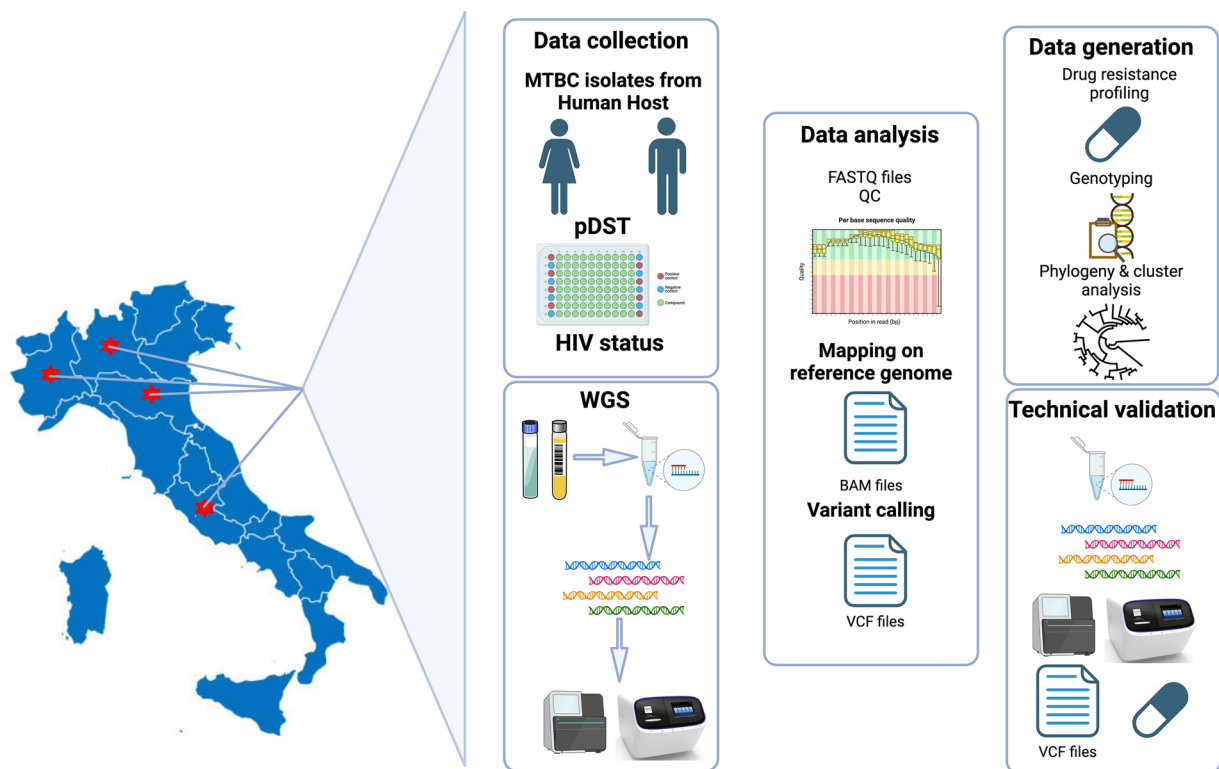 Data collection
MTBC isolates from
Human Host
pDST
Positive
control
Negative
control
Compound
HIV status
WGS
Data analysis
FASTQ files
QC
Per base sequence quality
Quality
Position in read (bp)
Mapping on
reference genome
BAM files
Variant calling
VCF files
Data generation
Drug resistance
profiling
Genotyping
Phylogeny & cluster
analysis
Technical validation
VCF files